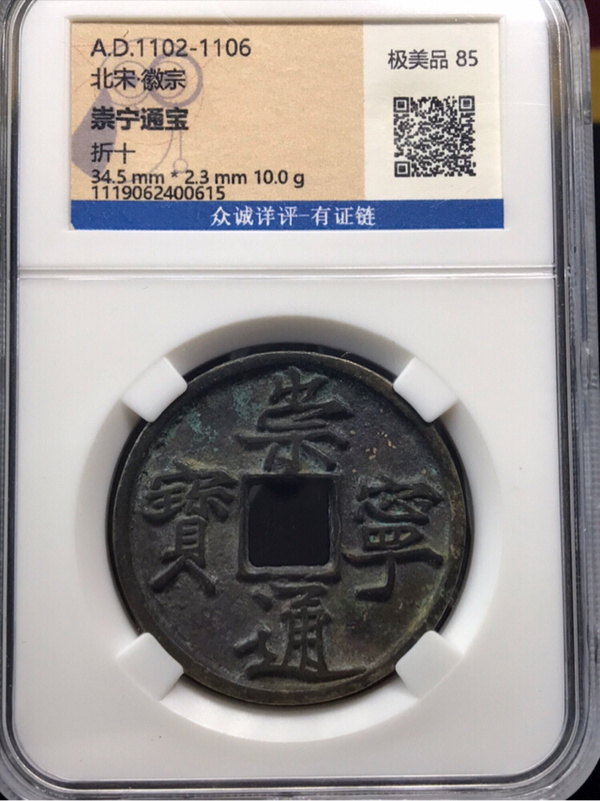 A.D.1102-1106
北宋·徽宗
崇宁通宝
折十
34.5 mm * 2.3 mm 10.0 g
1119062400615
极美品 85
众诚详评-有证链
崇
寧
通
寶